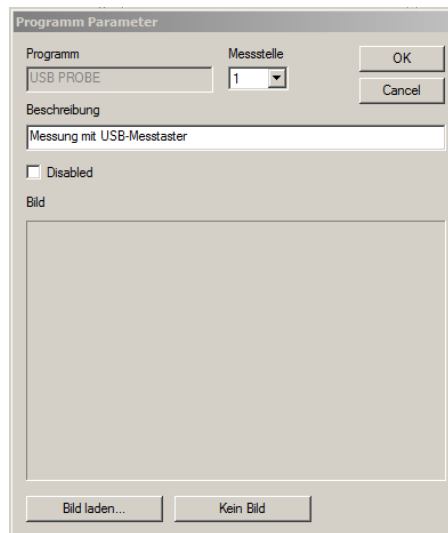 Programm Parameter
Programm
Messstelle
USB PROBE
1
OK
Cancel
Beschreibung
Messung mit USB-Messtaster
Disabled
Bild
Bild laden...
Kein Bild